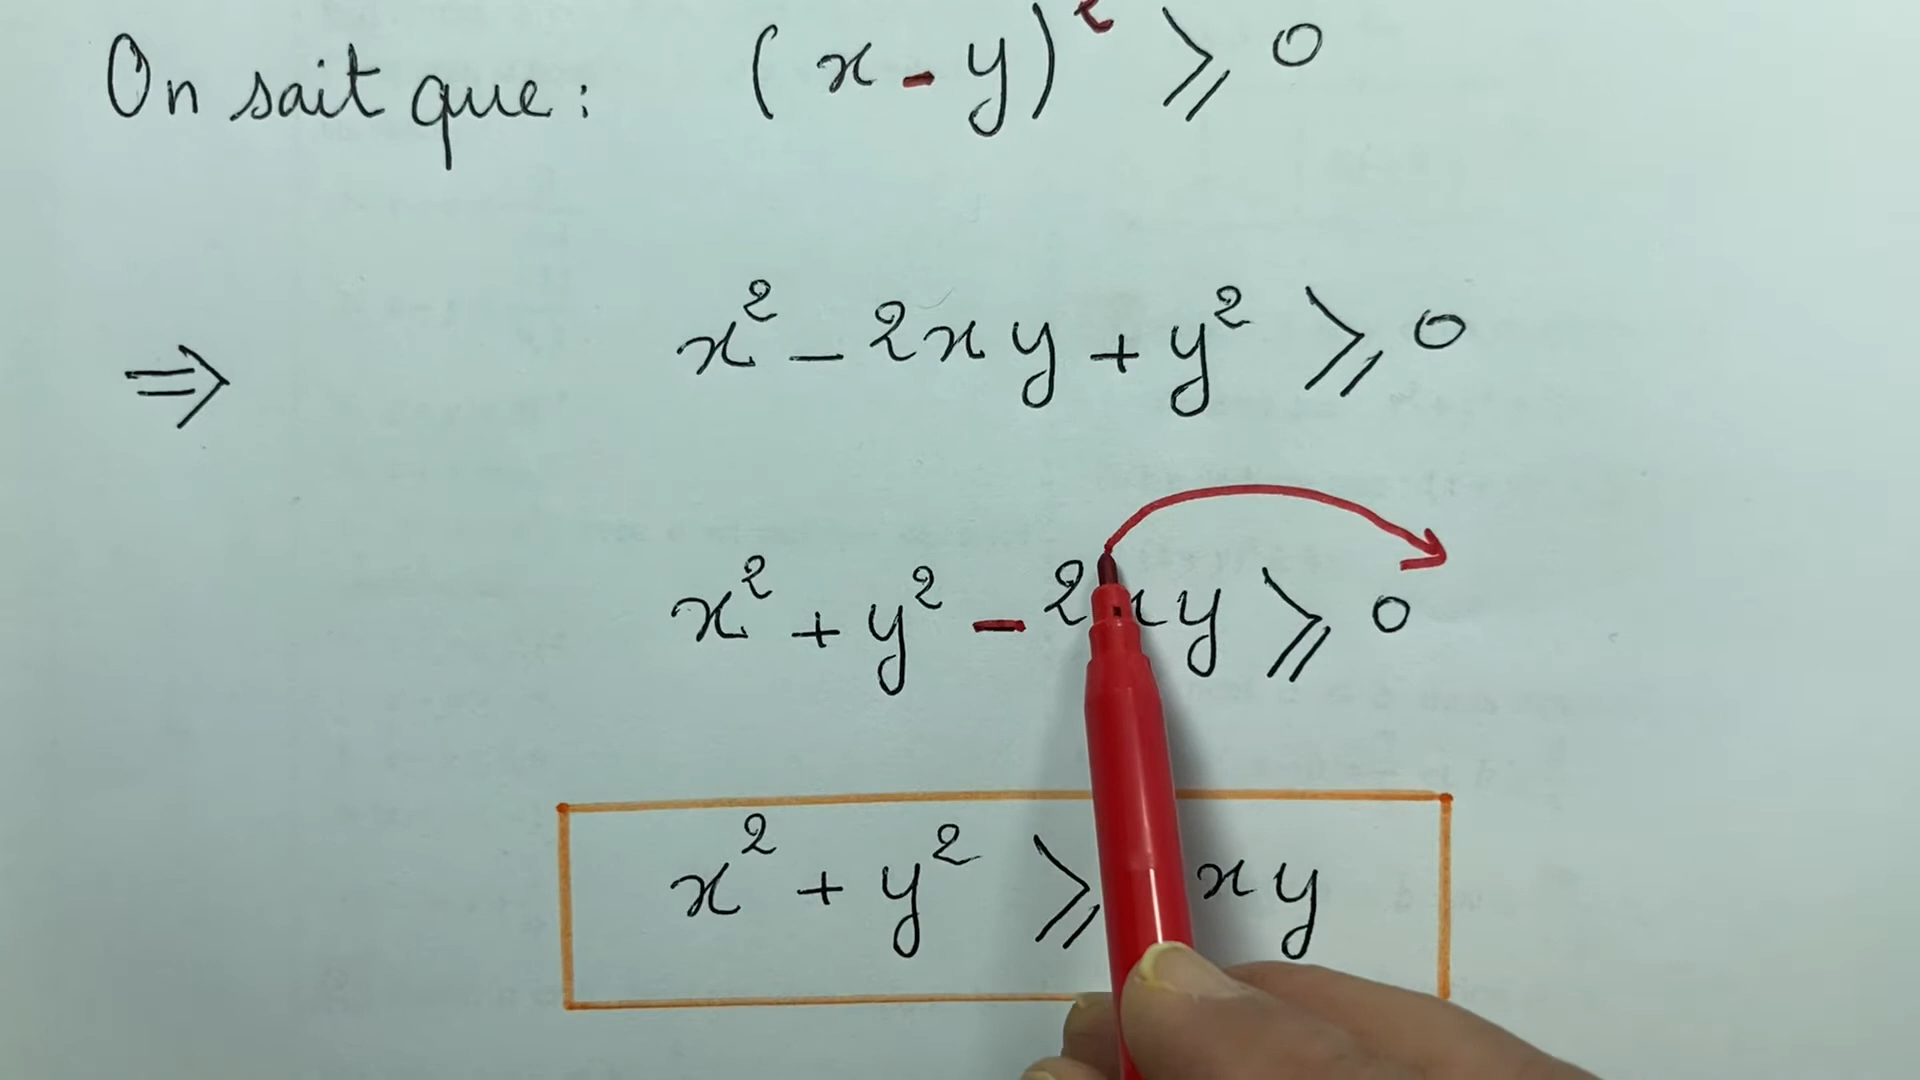 On sait que: (x - y)² ⩾ 0
⇒ x² - 2xy + y² ⩾ 0
x² + y² - 2xy ⩾ 0
x² + y² ⩾ xy